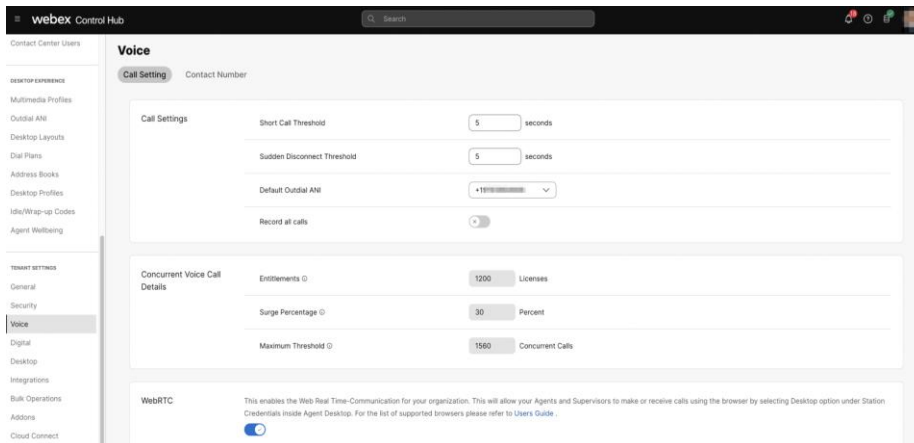 webex Control Hub
Search
Contact Center Users
DESKTOP EXPERIENCE
Multimedia Profiles
Outdial ANI
Desktop Layouts
Dial Plans
Address Books
Desktop Profiles
Idle/Wrap-up Codes
Agent Wellbeing
TENANT SETTINGS
General
Security
Voice
Digital
Desktop
Integrations
Bulk Operations
Addons
Cloud Connect
Voice
Call Setting
Contact Number
Call Settings
Short Call Threshold
5 seconds
Sudden Disconnect Threshold
5 seconds
Default Outdial ANI
Record all calls
Concurrent Voice Call
Details
Entitlements
1200 Licenses
Surge Percentage
30 Percent
Maximum Threshold
1560 Concurrent Calls
WebRTC
This enables the Web Real Time-Communication for your organization. This will allow your Agents and Supervisors to make or receive calls using the browser by selecting Desktop option under Station
Credentials inside Agent Desktop. For the list of supported browsers please refer to Users Guide .